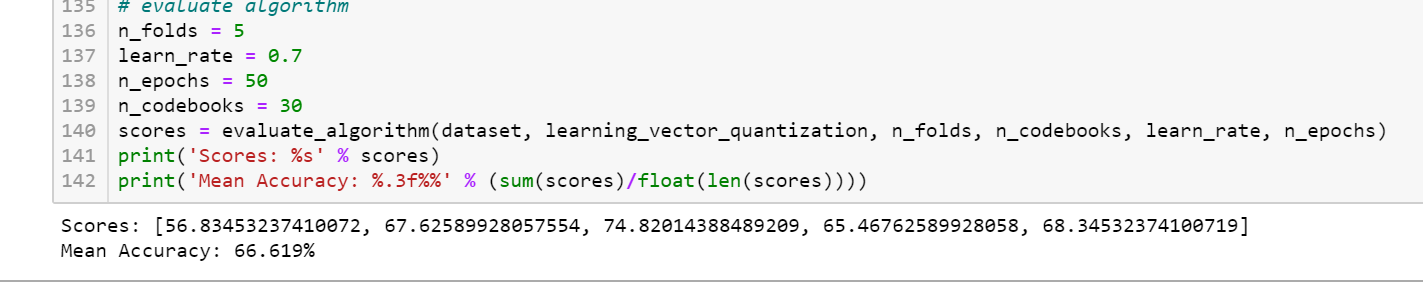 135 # evaluate algorithm
136 n_folds = 5
137 learn_rate = 0.7
138 n_epochs = 50
139 n_codebooks = 30
140 scores = evaluate_algorithm(dataset, learning_vector_quantization, n_folds, n_codebooks, learn_rate, n_epochs)
141 print('Scores: %s' % scores)
142 print('Mean Accuracy: %.3f%%' % (sum(scores)/float(len(scores))))
Scores: [56.83453237410072, 67.62589928057554, 74.82014388489209, 65.46762589928058, 68.34532374100719]
Mean Accuracy: 66.619%